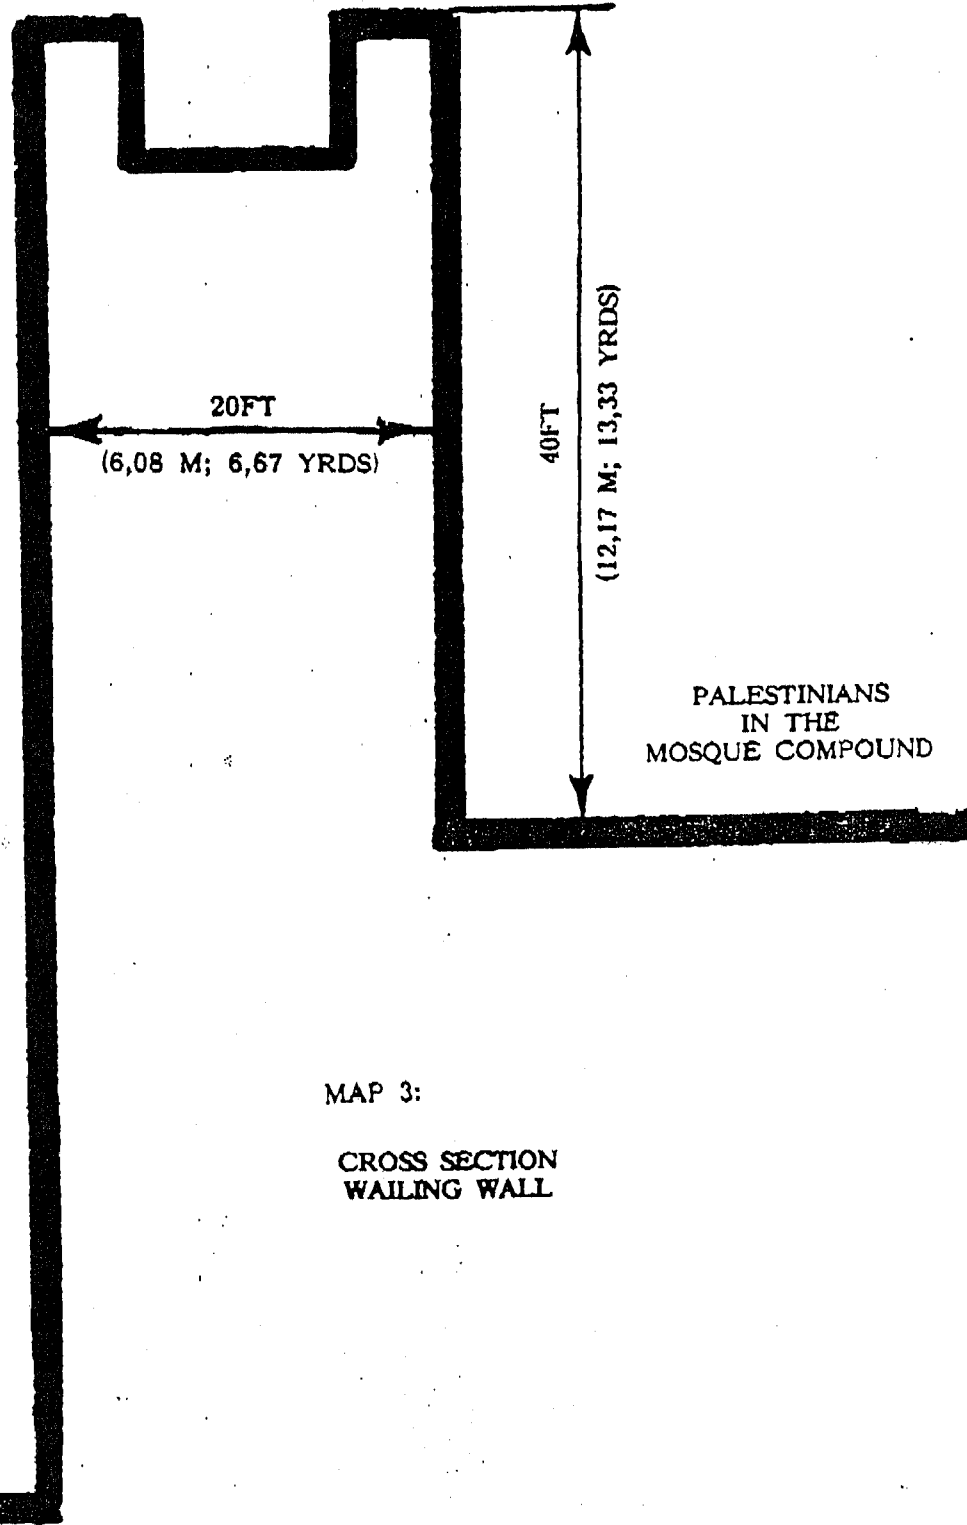 20FT
(6,08 M; 6,67 YRDS)
40FT
(12,17 M; 13,33 YRDS)
PALESTINIANS
IN THE
MOSQUE COMPOUND
MAP 3:
CROSS SECTION
WAILING WALL